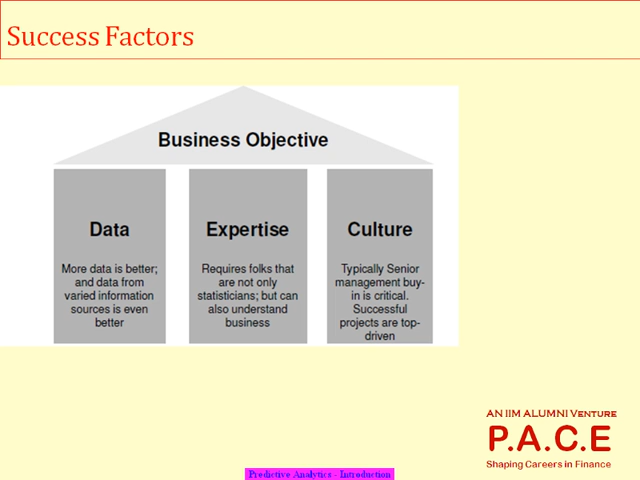 Success Factors
Business Objective
Data
More data is better;
and data from
varied information
sources is even
better
Expertise
Requires folks that
are not only
statisticians; but can
also understand
business
Culture
Typically Senior
management buy-
in is critical.
Successful
projects are top-
driven
AN IIM ALUMNI VENTURE
P.A.C.E
Shaping Careers in Finance
Predictive Analytics - Introduction